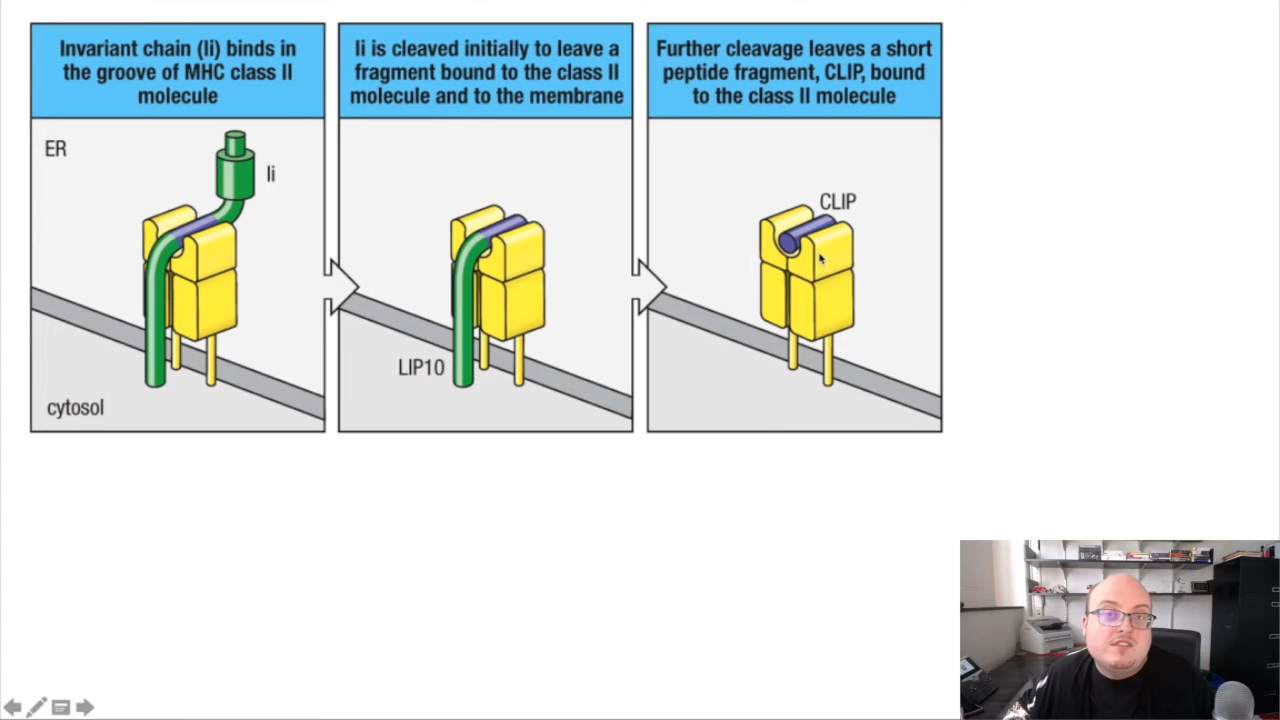 Invariant chain (Ii) binds in
the groove of MHC class II
molecule
ER
Ii
cytosol
Ii is cleaved initially to leave a
fragment bound to the class II
molecule and to the membrane
LIP10
Further cleavage leaves a short
peptide fragment, CLIP, bound
to the class II molecule
CLIP